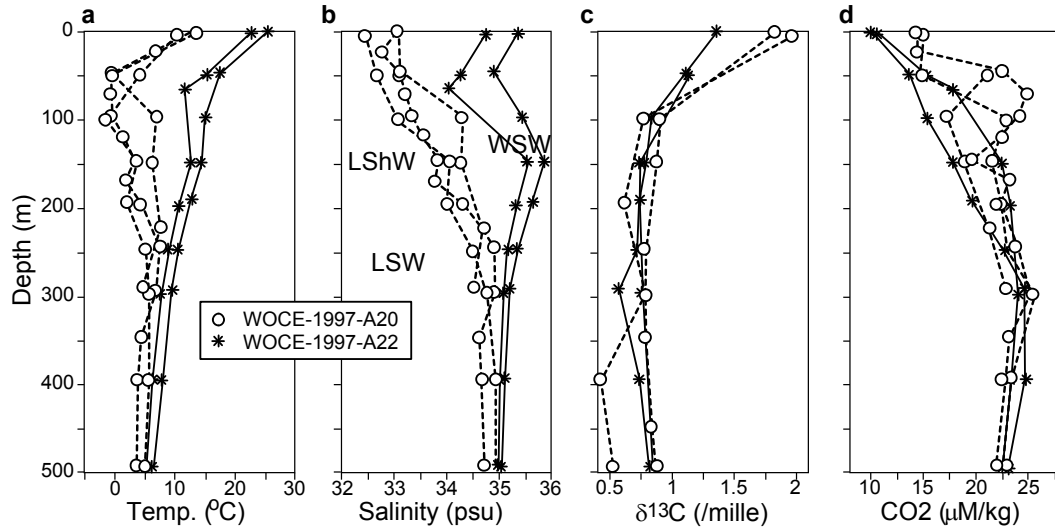 a b c d
0
100
200
300
400
500
Depth (m)
LShW
WSW
LSW
WOCE-1997-A20
WOCE-1997-A22
0 10 20 30
32 33 34 35 36
0.5 1 1.5 2
10 15 20 25
Temp. (ºC)
Salinity (psu)
δ13C (/mille)
CO2 (μM/kg)